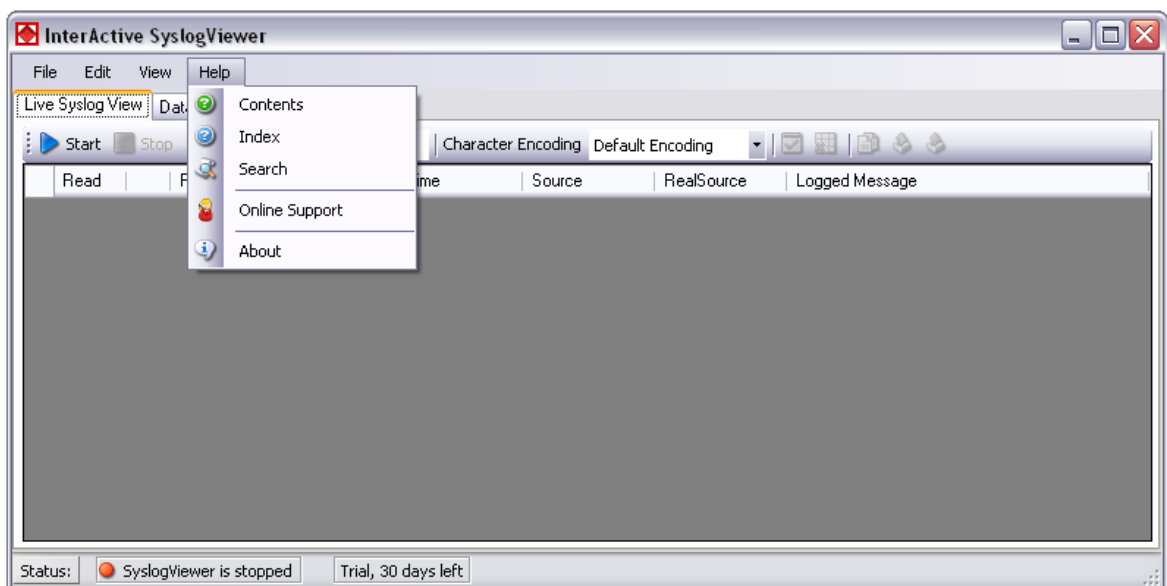 InterActive SyslogViewer
File Edit View Help
Live Syslog View
Contents
Index
Search
Online Support
About
Start Stop Character Encoding Default Encoding
Read Source RealSource Logged Message
Status: SyslogViewer is stopped Trial, 30 days left